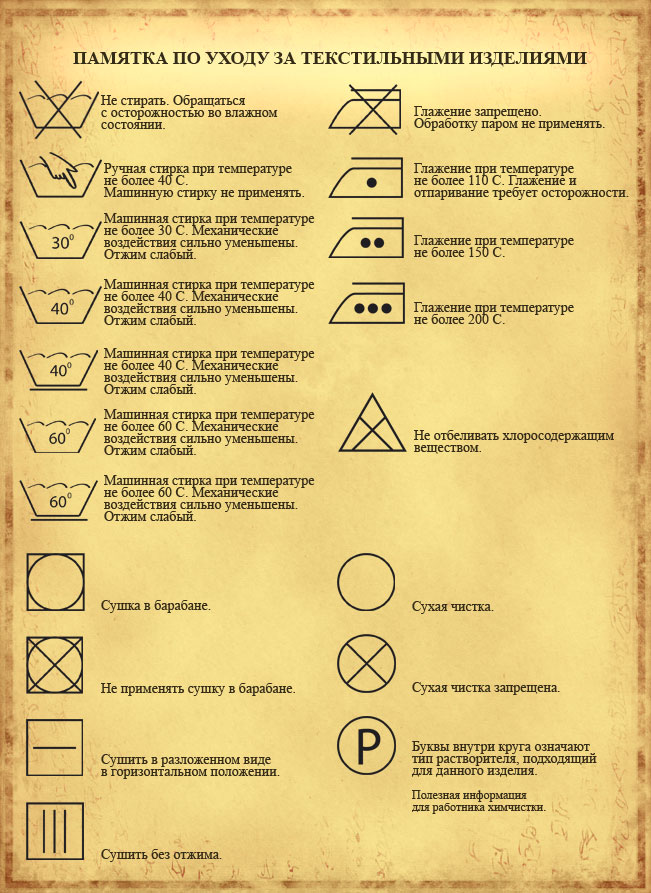 ПАМЯТКА ПО УХОДУ ЗА ТЕКСТИЛЬНЫМИ ИЗДЕЛИЯМИ
Не стирать. Обращаться
с осторожностью во влажном
состоянии.
Ручная стирка при температуре
не более 40 С.
Машинную стирку не применять.
30⁰
Машинная стирка при температуре
не более 30 С. Механические
воздействия сильно уменьшены.
Отжим слабый.
40⁰
Машинная стирка при температуре
не более 40 С. Механические
воздействия сильно уменьшены.
Отжим слабый.
40⁰
Машинная стирка при температуре
не более 40 С. Механические
воздействия сильно уменьшены.
Отжим слабый.
60⁰
Машинная стирка при температуре
не более 60 С. Механические
воздействия сильно уменьшены.
Отжим слабый.
60⁰
Машинная стирка при температуре
не более 60 С. Механические
воздействия сильно уменьшены.
Отжим слабый.
Сушка в барабане.
Не применять сушку в барабане.
Сушить в разложенном виде
в горизонтальном положении.
Сушить без отжима.
Глажение запрещено.
Обработку паром не применять.
Глажение при температуре
не более 110 С. Глажение и
отпаривание требует осторожности.
Глажение при температуре
не более 150 С.
Глажение при температуре
не более 200 С.
Не отбеливать хлоросодержащим
веществом.
Сухая чистка.
Сухая чистка запрещена.
P
Буквы внутри круга означают
тип растворителя, подходящий
для данного изделия.
Полезная информация
для работника химчистки.